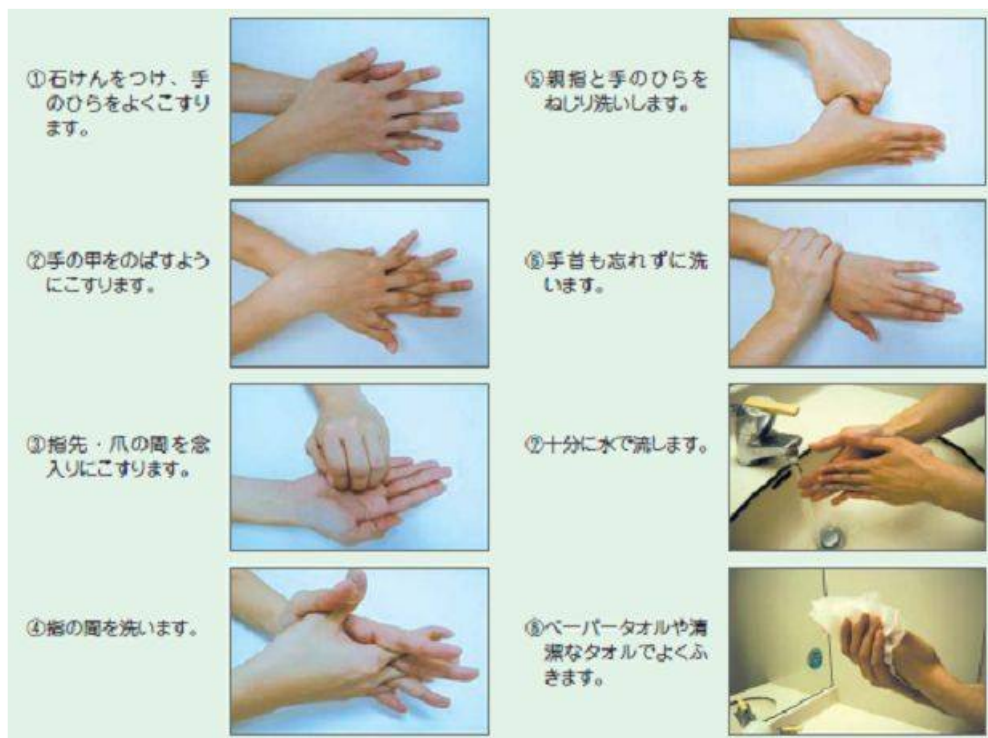 ①石けんをつけ、手
のひらをよくこすり
ます。
②手の甲をのばすよう
にこすります。
③指先・爪の間を念
入りにこすります。
④指の間を洗います。
⑤親指と手のひらを
ねじり洗いします。
⑥手首も忘れずに洗
います。
⑦十分に水で流します。
⑧ペーパータオルや清
潔なタオルでよくふ
きます。